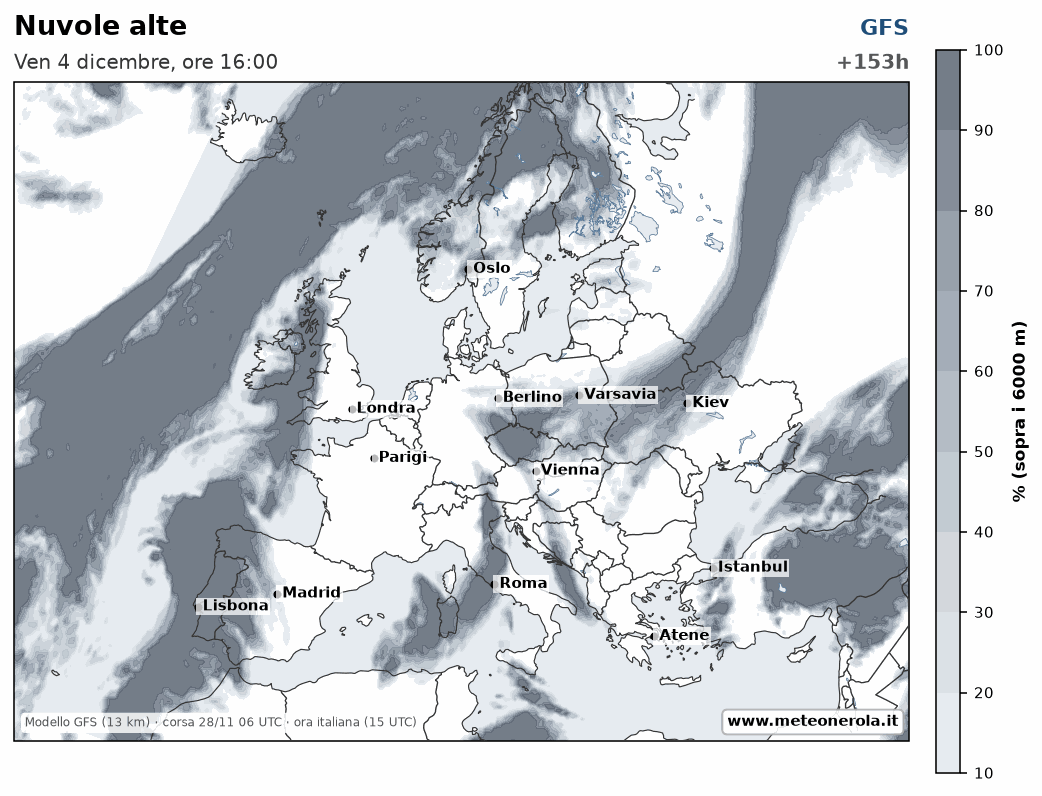 Nuvole alte
GFS
Ven 4 dicembre, ore 16:00
+153h
100
90
80
70
60
50
40
30
20
10
% (sopra i 6000 m)
Oslo
Berlino
Varsavia
Kiev
Londra
Parigi
Vienna
Istanbul
Roma
Madrid
Lisbona
Atene
Modello GFS (13 km) · corsa 28/11 06 UTC · ora italiana (15 UTC)
www.meteonerola.it